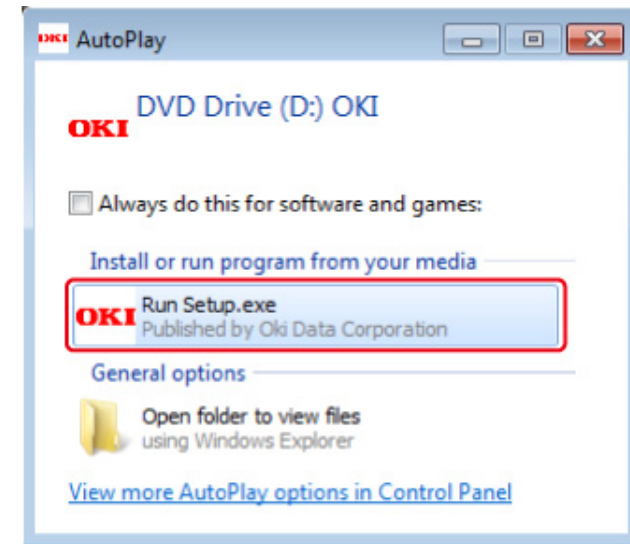 OKI AutoPlay
DVD Drive (D:) OKI
OKI
Always do this for software and games:
Install or run program from your media
OKI Run Setup.exe
Published by Oki Data Corporation
General options
Open folder to view files
using Windows Explorer
View more AutoPlay options in Control Panel